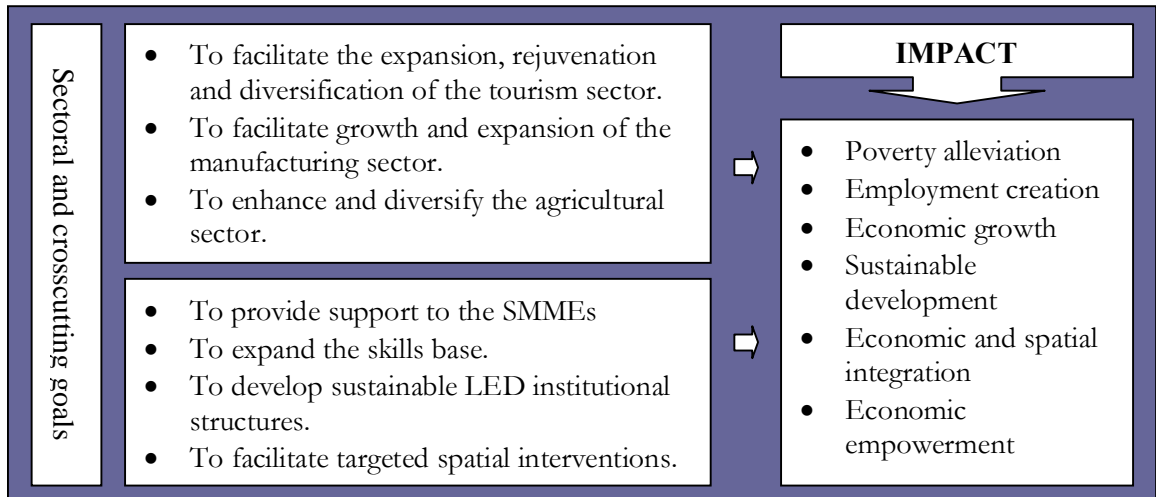 Sectoral and crosscutting goals
• To facilitate the expansion, rejuvenation
and diversification of the tourism sector.
• To facilitate growth and expansion of the
manufacturing sector.
• To enhance and diversify the agricultural
sector.
• To provide support to the SMMEs
• To expand the skills base.
• To develop sustainable LED institutional
structures.
• To facilitate targeted spatial interventions.
IMPACT
• Poverty alleviation
• Employment creation
• Economic growth
• Sustainable
development
• Economic and spatial
integration
• Economic
empowerment